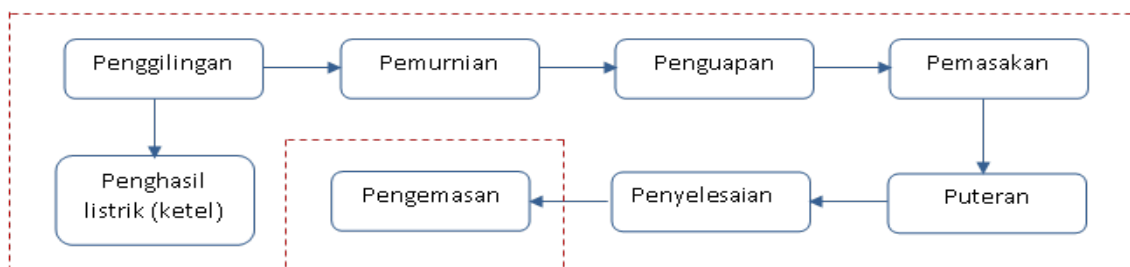 Penggilingan
Pemurnian
Penguapan
Pemasakan
Penghasil
listrik (ketel)
Pengemasan
Penyelesaian
Puteran